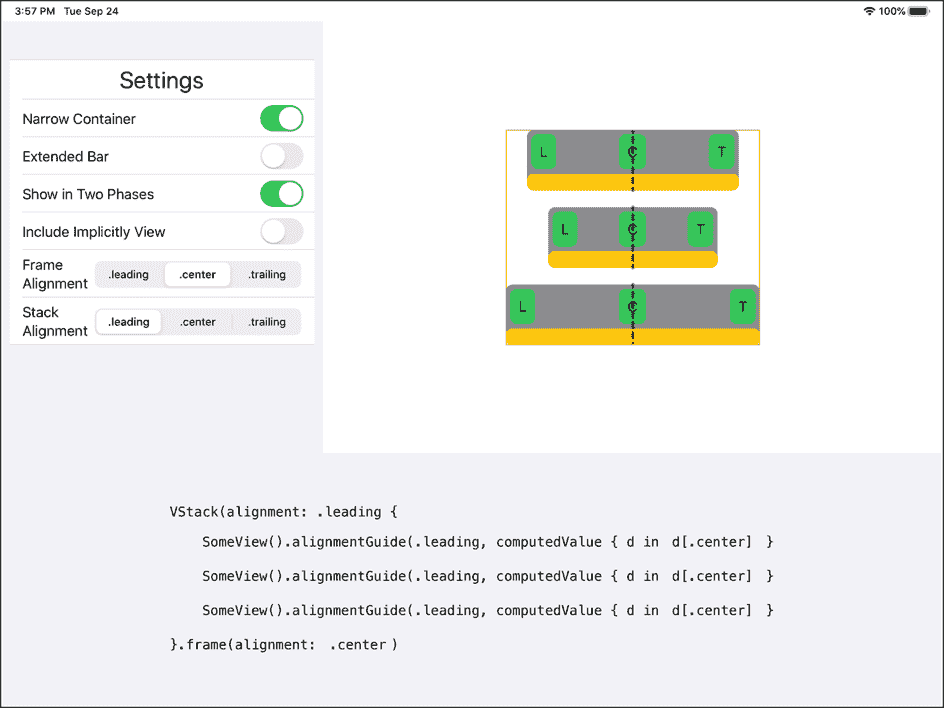 3:57 PM Tue Sep 24 100%
Settings
Narrow Container
Extended Bar
Show in Two Phases
Include Implicitly View
Frame Alignment .leading .center .trailing
Stack Alignment .leading .center .trailing
L C T
L C T
L C T
VStack(alignment: .leading {
SomeView().alignmentGuide(.leading, computedValue { d in d[.center] }
SomeView().alignmentGuide(.leading, computedValue { d in d[.center] }
SomeView().alignmentGuide(.leading, computedValue { d in d[.center] }
}.frame(alignment: .center )